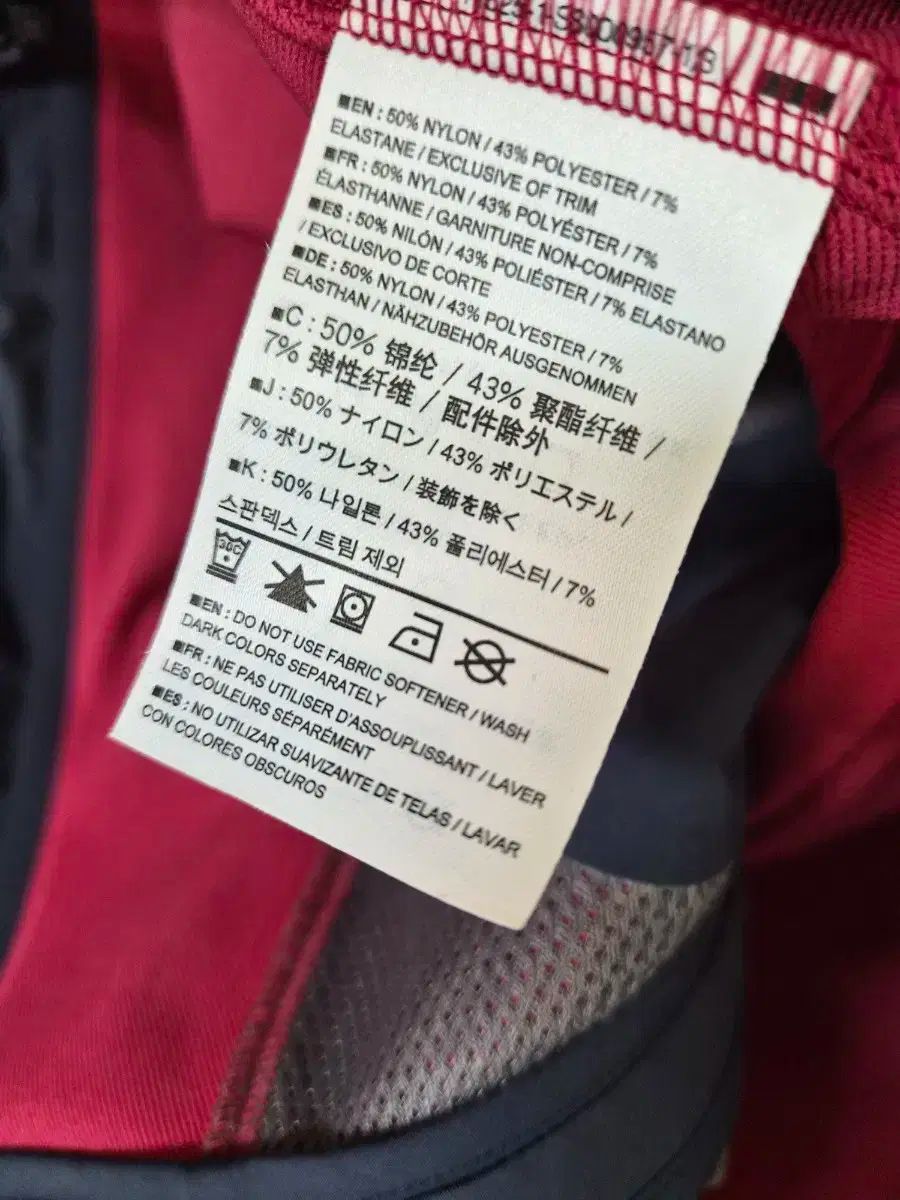 ■EN : 50% NYLON / 43% POLYESTER / 7%
ELASTANE / EXCLUSIVE OF TRIM
■FR : 50% NYLON / 43% POLYÉSTER / 7%
ÉLASTHANNE / GARNITURE NON-COMPRISE
■ES : 50% NILÓN / 43% POLIÉSTER / 7% ELASTANO
/ EXCLUSIVO DE CORTE
■DE : 50% NYLON / 43% POLYESTER / 7%
ELASTHAN / NÄHZUBEHÖR AUSGENOMMEN
■C : 50% 锦纶 / 43% 聚酯纤维 /
7% 弹性纤维 / 配件除外
■J : 50% ナイロン / 43% ポリエステル /
7% ポリウレタン / 装飾を除く
■K : 50% 나일론 / 43% 폴리에스터 / 7%
스판덱스 / 트림 제외
30C
■EN : DO NOT USE FABRIC SOFTENER / WASH
DARK COLORS SEPARATELY
■FR : NE PAS UTILISER D'ASSOUPLISSANT / LAVER
LES COULEURS SÉPARÉMENT
■ES : NO UTILIZAR SUAVIZANTE DE TELAS / LAVAR
CON COLORES OBSCUROS